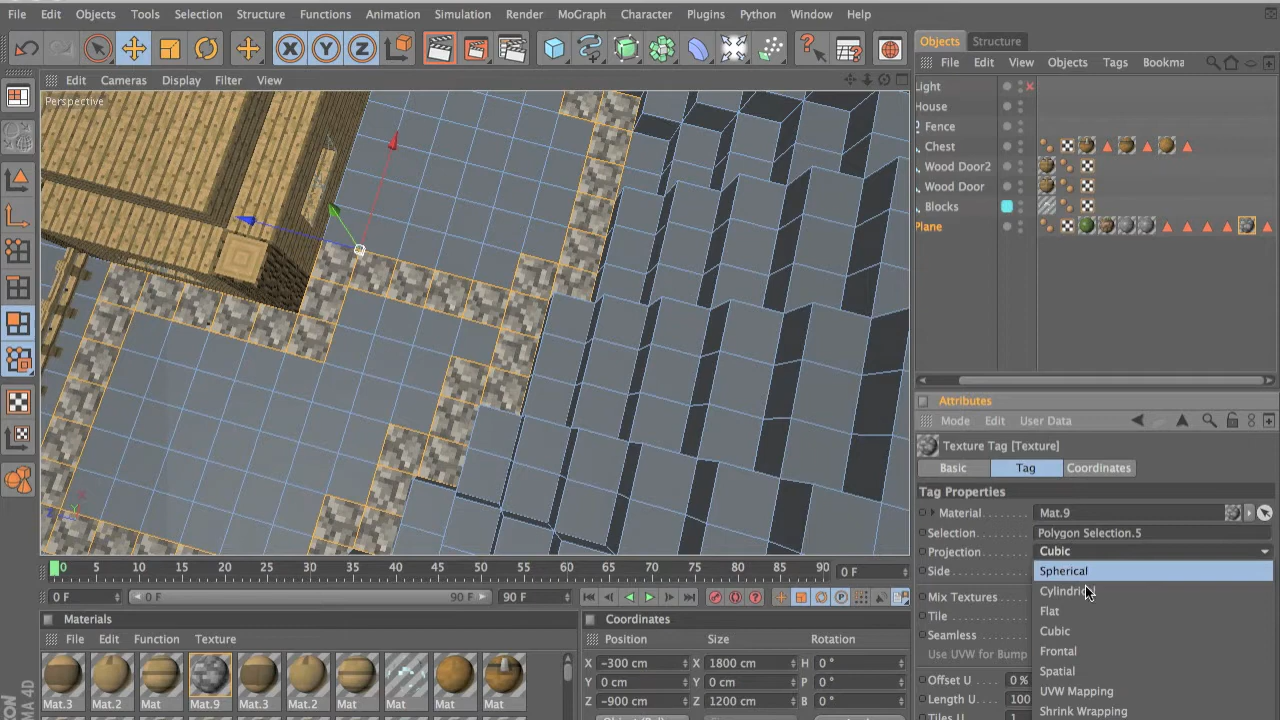 File Edit Objects Tools Selection Structure Functions Animation Simulation Render MoGraph Character Plugins Python Window Help
Objects Structure
File Edit View Objects Tags Bookma
Edit Cameras Display Filter View
Perspective
Light
House
Fence
Chest
Wood Door2
Wood Door
Blocks
Plane
Attributes
Mode Edit User Data
Texture Tag [Texture]
Basic Tag Coordinates
Tag Properties
Material Mat.9
Selection Polygon Selection.5
Projection Cubic
Side
Spherical
Cylindrical
Flat
Cubic
Frontal
Spatial
UVW Mapping
Shrink Wrapping
Mix Textures
Tile
Seamless
Use UVW for Bump
Offset U 0 %
Length U 100
Tiles U 1
0 5 10 15 20 25 30 35 40 45 50 55 60 65 70 75 80 85 90 0 F
0 F 0 F 90 F 90 F
Materials
File Edit Function Texture
Mat.3 Mat.2 Mat Mat.9 Mat.3 Mat.2 Mat Mat Mat
Coordinates
Position Size Rotation
X -300 cm X 1800 cm H 0 °
Y 0 cm Y 0 cm P 0 °
Z -900 cm Z 1200 cm B 0 °